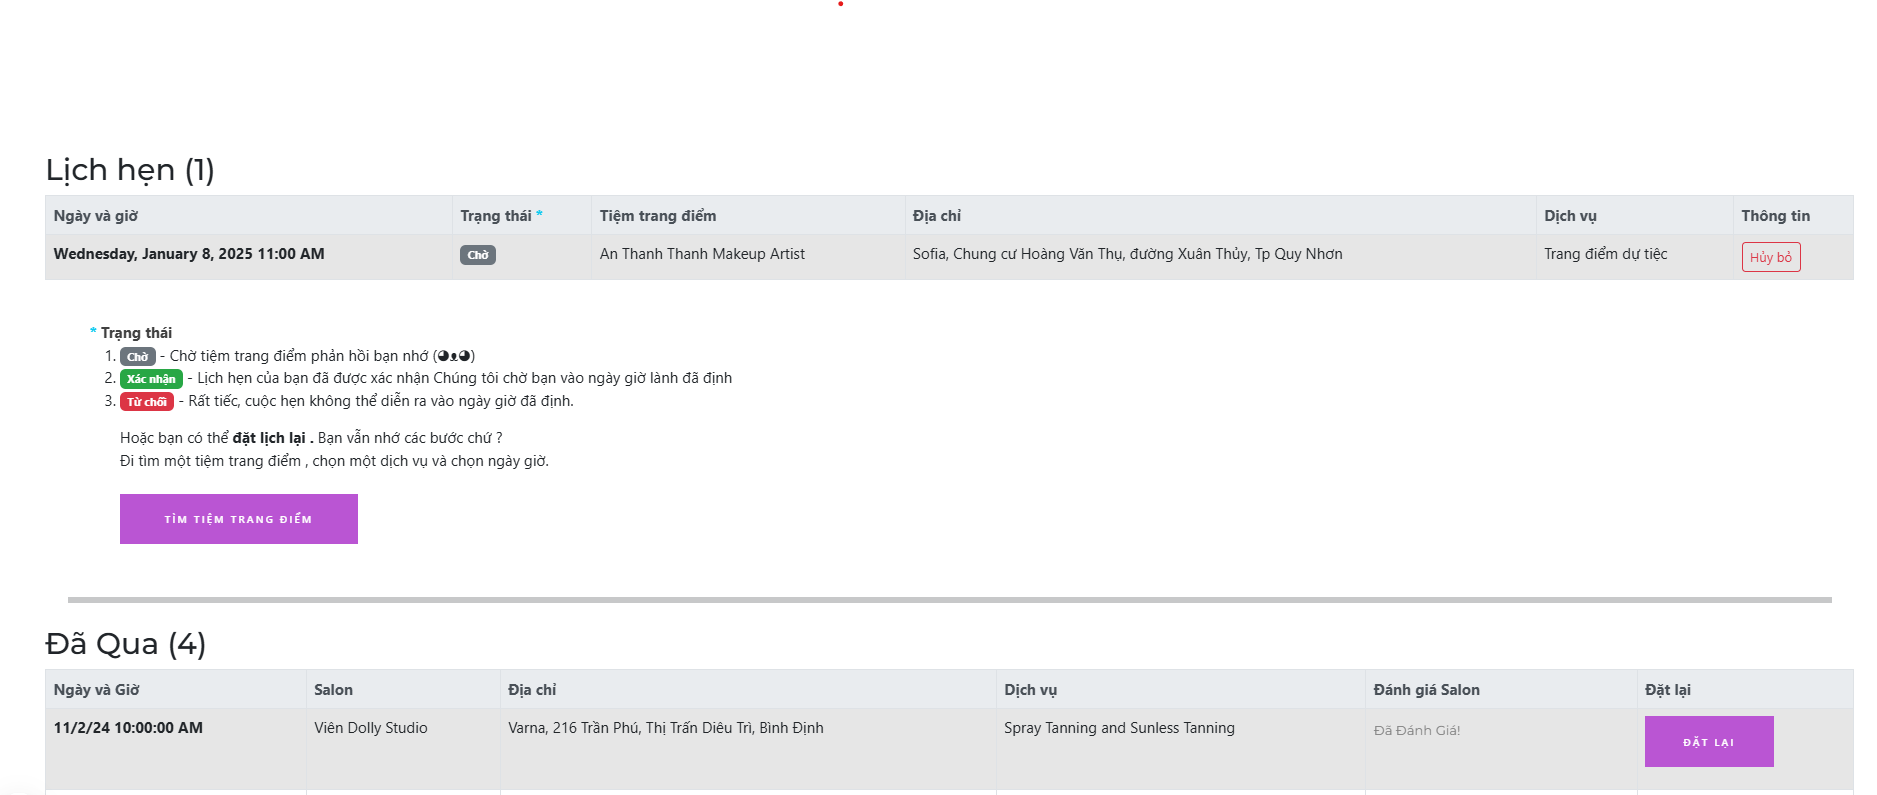 Lịch hẹn (1)
Ngày và giờ Trạng thái * Tiệm trang điểm Địa chỉ Dịch vụ Thông tin
Wednesday, January 8, 2025 11:00 AM Chờ An Thanh Thanh Makeup Artist Sofia, Chung cư Hoàng Văn Thụ, đường Xuân Thủy, Tp Quy Nhơn Trang điểm dự tiệc Hủy bỏ
* Trạng thái
1. Chờ - Chờ tiệm trang điểm phản hồi bạn nhớ (◕ᴥ◕)
2. Xác nhận - Lịch hẹn của bạn đã được xác nhận Chúng tôi chờ bạn vào ngày giờ lành đã định
3. Từ chối - Rất tiếc, cuộc hẹn không thể diễn ra vào ngày giờ đã định.
Hoặc bạn có thể đặt lịch lại . Bạn vẫn nhớ các bước chứ ?
Đi tìm một tiệm trang điểm , chọn một dịch vụ và chọn ngày giờ.
TÌM TIỆM TRANG ĐIỂM
Đã Qua (4)
Ngày và Giờ Salon Địa chỉ Dịch vụ Đánh giá Salon Đặt lại
11/2/24 10:00:00 AM Viên Dolly Studio Varna, 216 Trần Phú, Thị Trấn Diêu Trì, Bình Định Spray Tanning and Sunless Tanning Đã Đánh Giá! ĐẶT LẠI